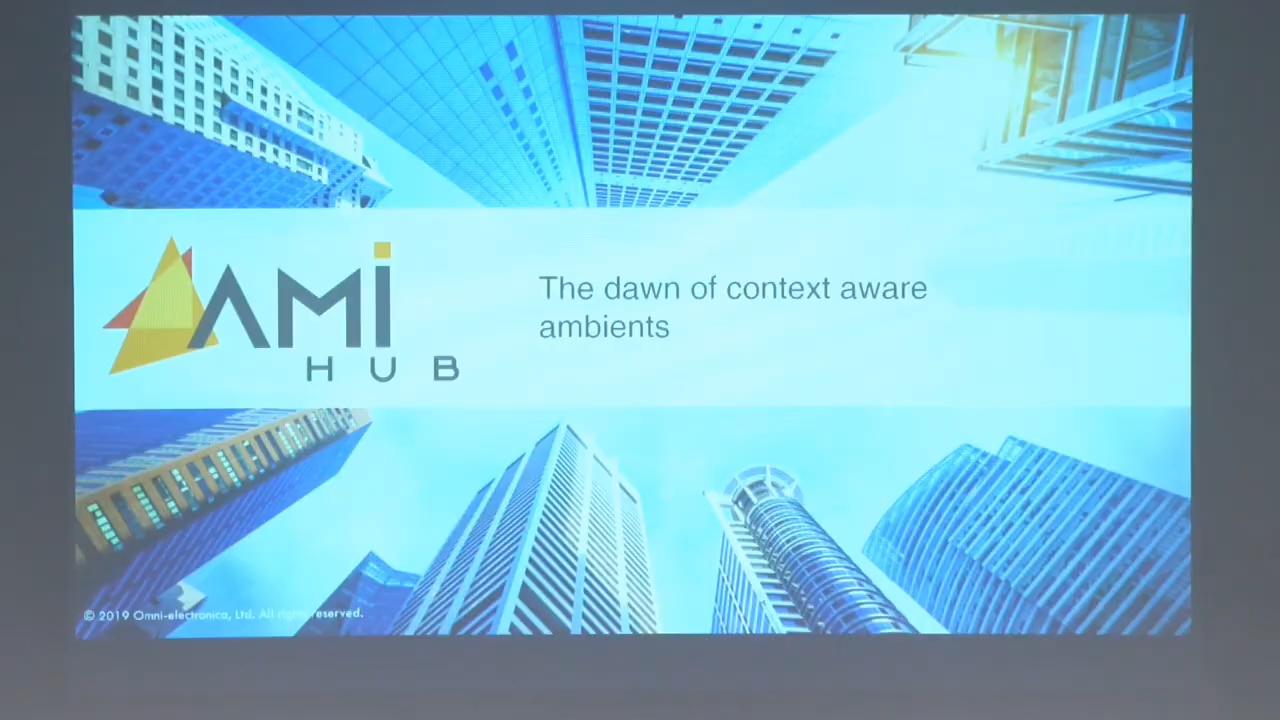 AMi
HUB
The dawn of context aware
ambients
© 2019 Omni-electronica, Ltd. All rights reserved.